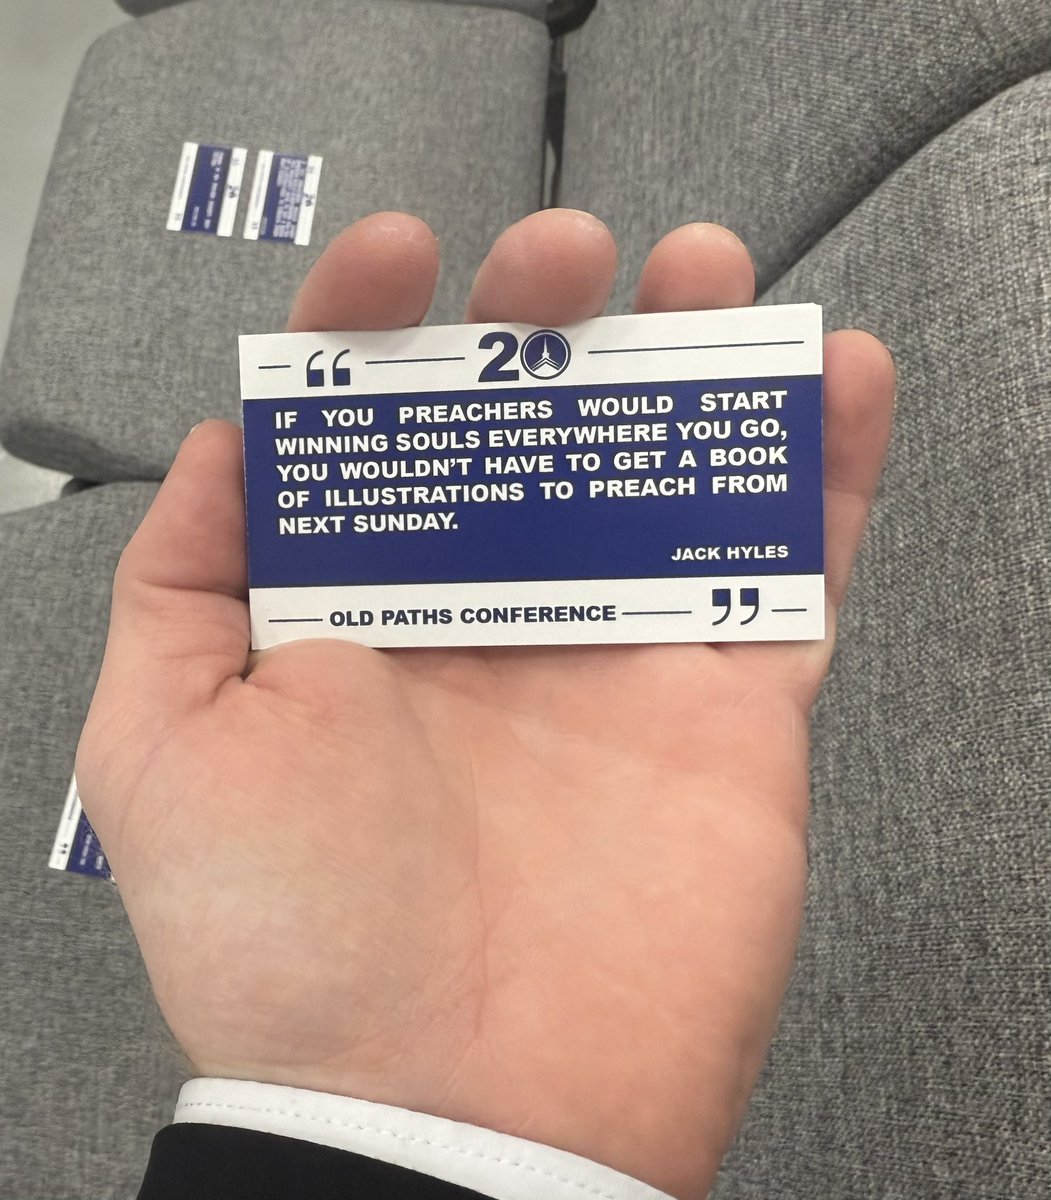 “
20
IF YOU PREACHERS WOULD START
WINNING SOULS EVERYWHERE YOU GO,
YOU WOULDN’T HAVE TO GET A BOOK
OF ILLUSTRATIONS TO PREACH FROM
NEXT SUNDAY.
JACK HYLES
OLD PATHS CONFERENCE
”